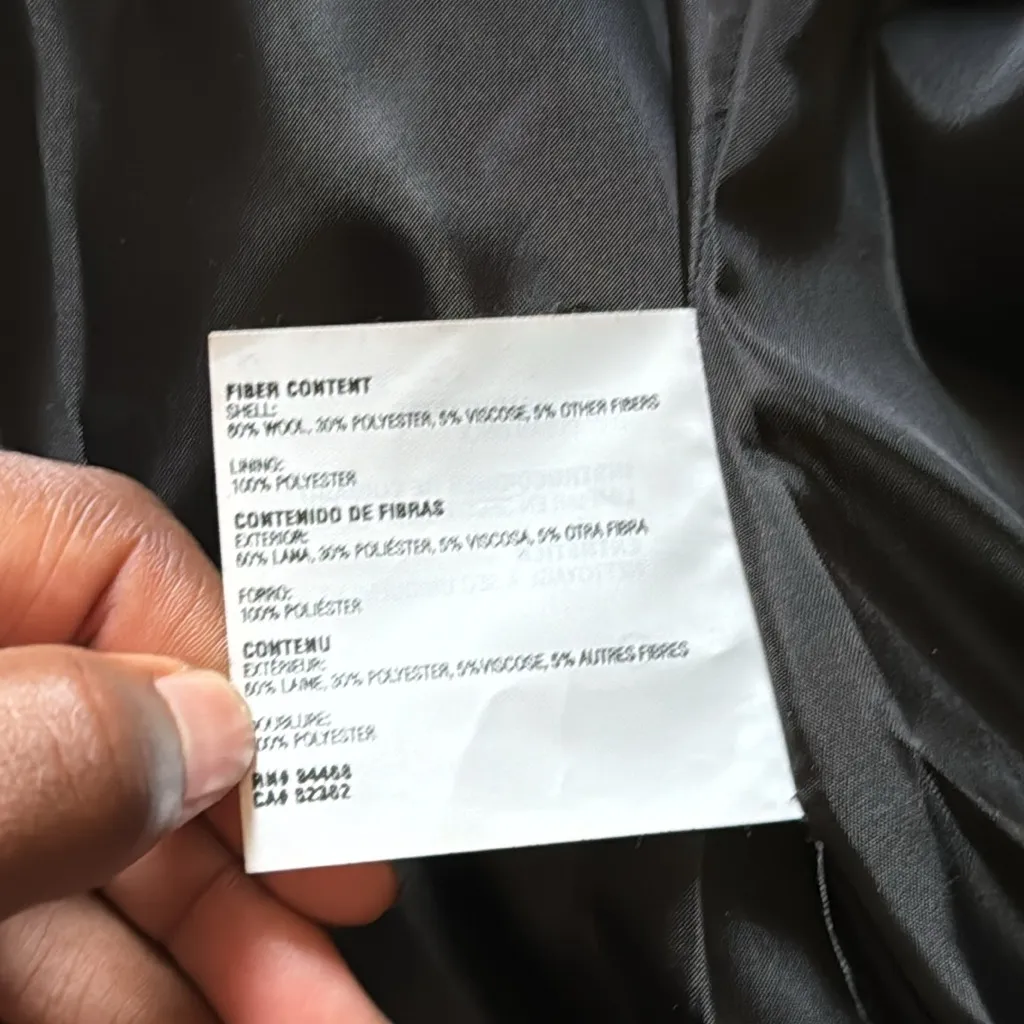 FIBER CONTENT
SHELL:
60% WOOL, 30% POLYESTER, 5% VISCOSE, 5% OTHER FIBERS
LINING:
100% POLYESTER
CONTENIDO DE FIBRAS
EXTERIOR:
60% LANA, 30% POLIÉSTER, 5% VISCOSA, 5% OTRA FIBRA
FORRO:
100% POLIÉSTER
CONTENU
EXTÉRIEUR:
60% LAINE, 30% POLYESTER, 5% VISCOSE, 5% AUTRES FIBRES
DOUBLURE:
100% POLYESTER
RN#
CA#